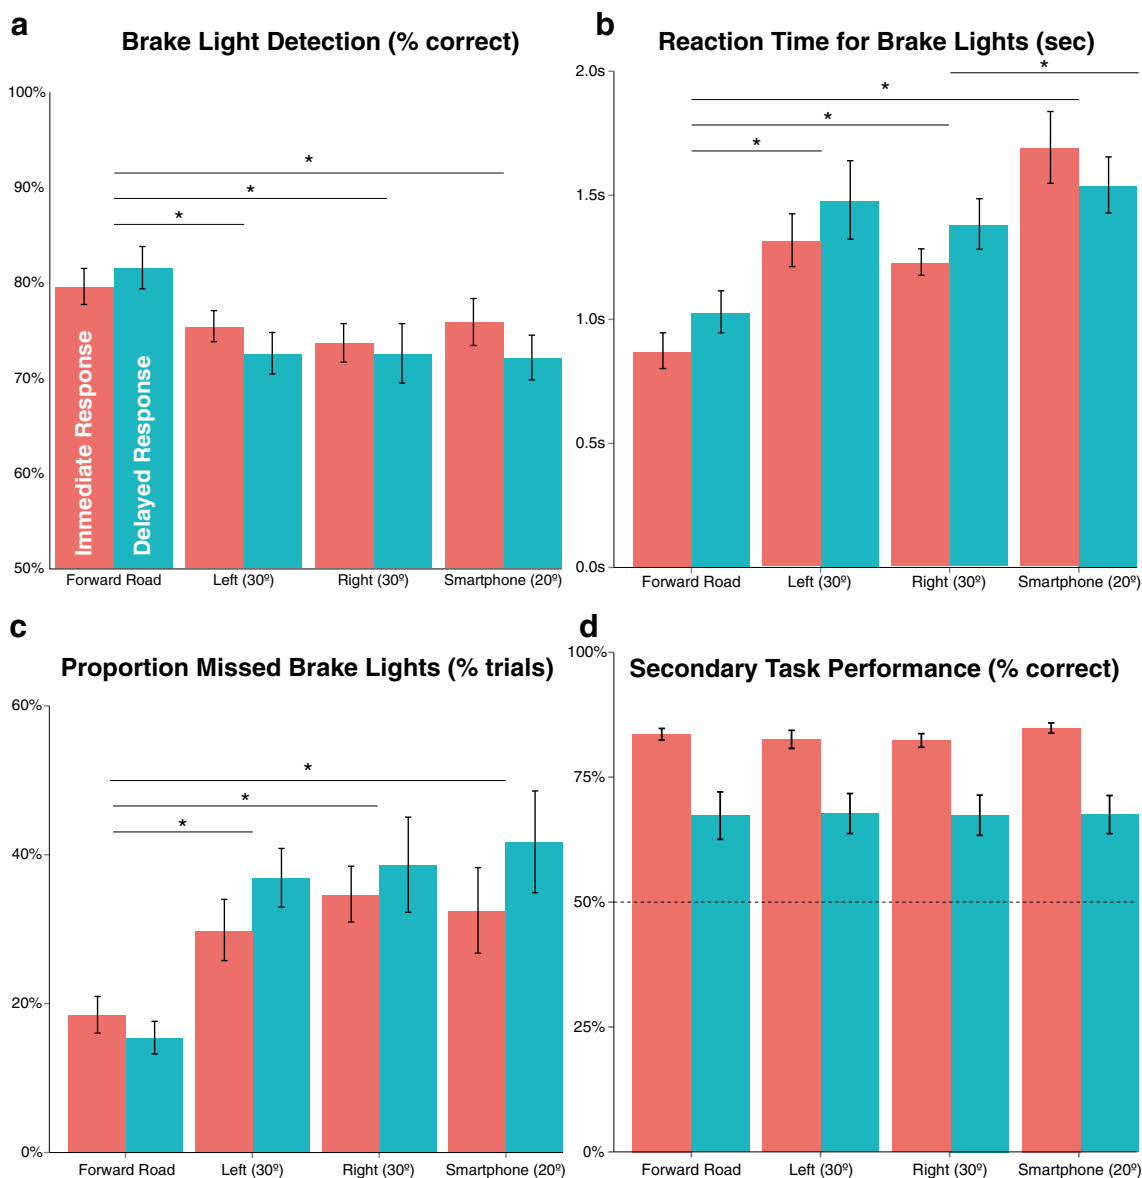 a
Brake Light Detection (% correct)
100%
90%
80%
70%
60%
50%
*
*
*
Immediate Response
Delayed Response
Forward Road
Left (30º)
Right (30º)
Smartphone (20º)
b
Reaction Time for Brake Lights (sec)
2.0s
1.5s
1.0s
0.5s
0.0s
*
*
*
*
Forward Road
Left (30º)
Right (30º)
Smartphone (20º)
c
Proportion Missed Brake Lights (% trials)
60%
40%
20%
0%
*
*
*
Forward Road
Left (30º)
Right (30º)
Smartphone (20º)
d
Secondary Task Performance (% correct)
100%
75%
50%
25%
0%
Forward Road
Left (30º)
Right (30º)
Smartphone (20º)